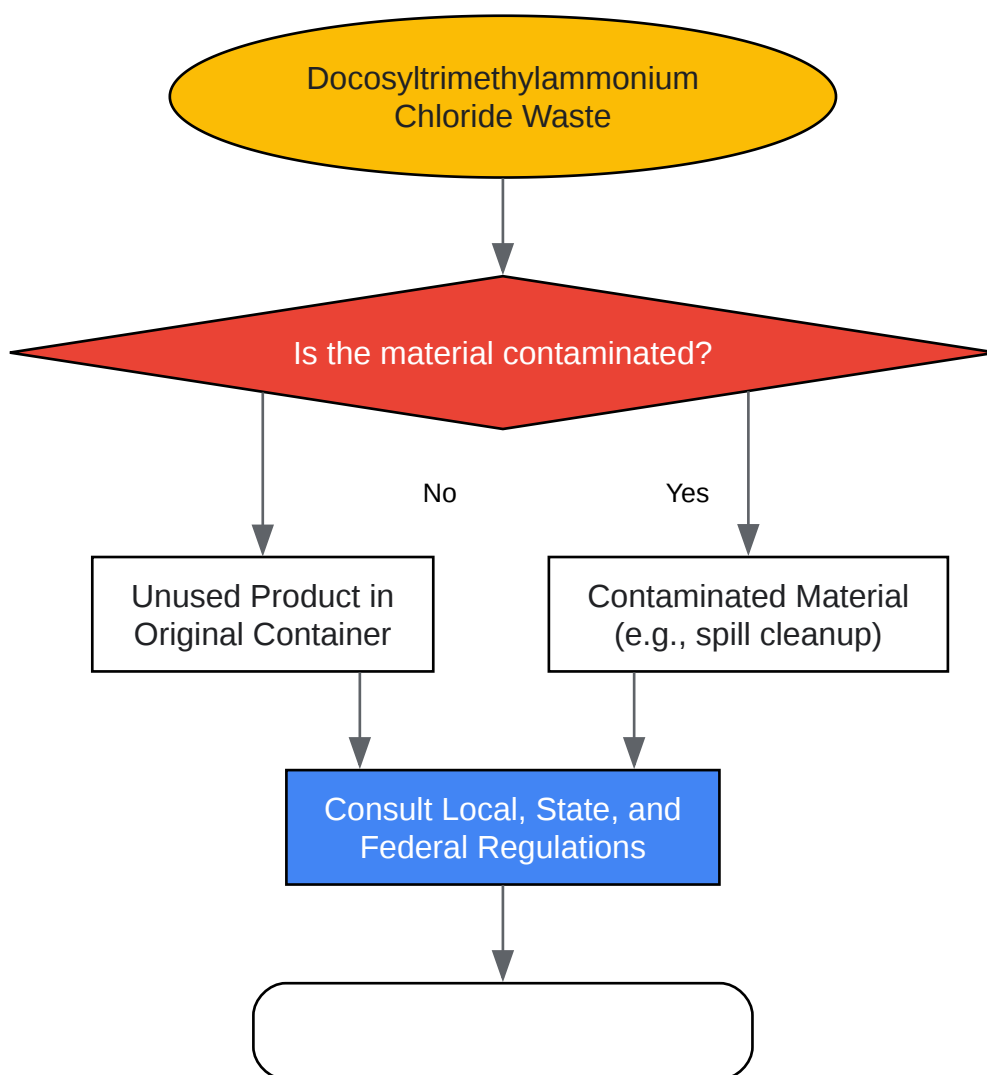 Docosyltrimethylammonium
Chloride Waste
Is the material contaminated?
No
Yes
Unused Product in
Original Container
Contaminated Material
(e.g., spill cleanup)
Consult Local, State, and
Federal Regulations